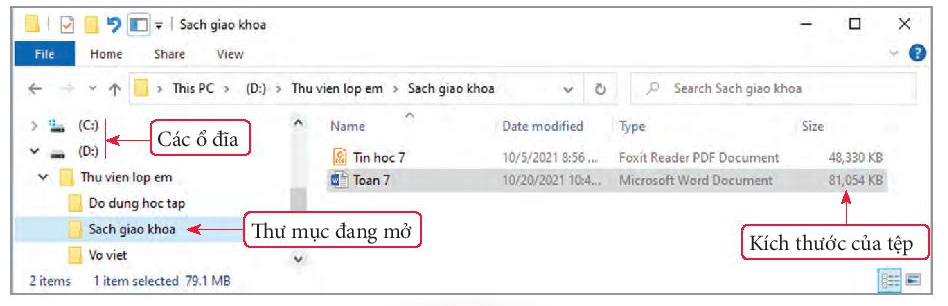 Sach giao khoa
File Home Share View
This PC > (D:) > Thu vien lop em > Sach giao khoa
Search Sach giao khoa
(C:)
(D:)
Các ổ đĩa
Thu vien lop em
Do dung hoc tap
Sach giao khoa
Thư mục đang mở
Vo viet
Name Date modified Type Size
Tin hoc 7 10/5/2021 8:56 ... Foxit Reader PDF Document 48,330 KB
Toan 7 10/20/2021 10:4... Microsoft Word Document 81,054 KB
Kích thước của tệp
2 items 1 item selected 79.1 MB